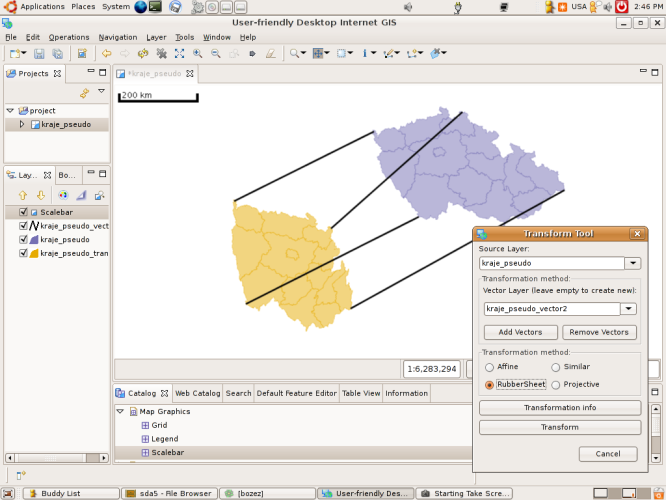 Applications Places System USA 2:46 PM
User-friendly Desktop Internet GIS
File Edit Operations Navigation Layer Tools Window Help
Projects *kraje_pseudo
200 km
project
kraje_pseudo
Lay... Bo...
Scalebar
kraje_pseudo_vect
kraje_pseudo
kraje_pseudo_tran
1:6,283,294
Transform Tool
Source Layer:
kraje_pseudo
Transformation method:
Vector Layer (leave empty to create new):
kraje_pseudo_vector2
Add Vectors Remove Vectors
Transformation method:
Affine Similar
RubberSheet Projective
Transformation info
Transform
Cancel
Catalog Web Catalog Search Default Feature Editor Table View Information
Map Graphics
Grid
Legend
Scalebar
Buddy List sda5 - File Browser [bozez] User-friendly Des... Starting Take Scre...